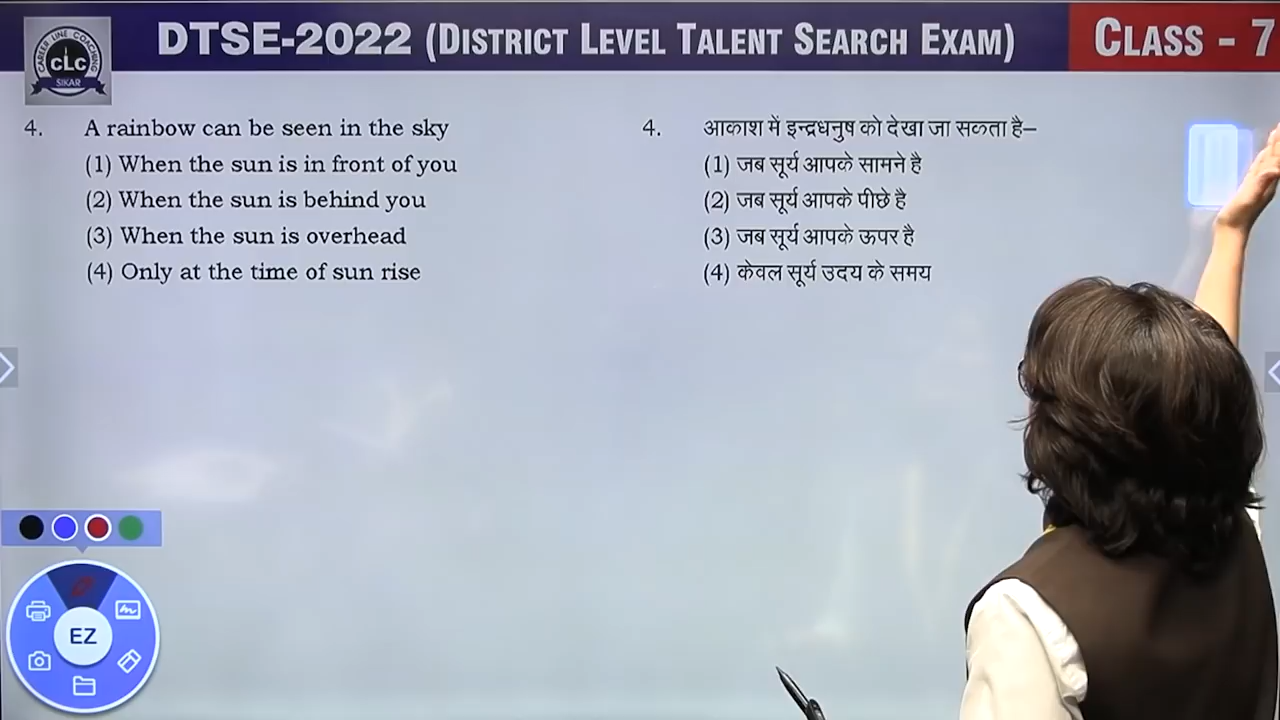 CAREER LINE COACHING
CLC
SIKAR
DTSE-2022 (DISTRICT LEVEL TALENT SEARCH EXAM)
CLASS - 7
4. A rainbow can be seen in the sky
(1) When the sun is in front of you
(2) When the sun is behind you
(3) When the sun is overhead
(4) Only at the time of sun rise
4. आकाश में इन्द्रधनुष को देखा जा सकता है–
(1) जब सूर्य आपके सामने है
(2) जब सूर्य आपके पीछे है
(3) जब सूर्य आपके ऊपर है
(4) केवल सूर्य उदय के समय
EZ